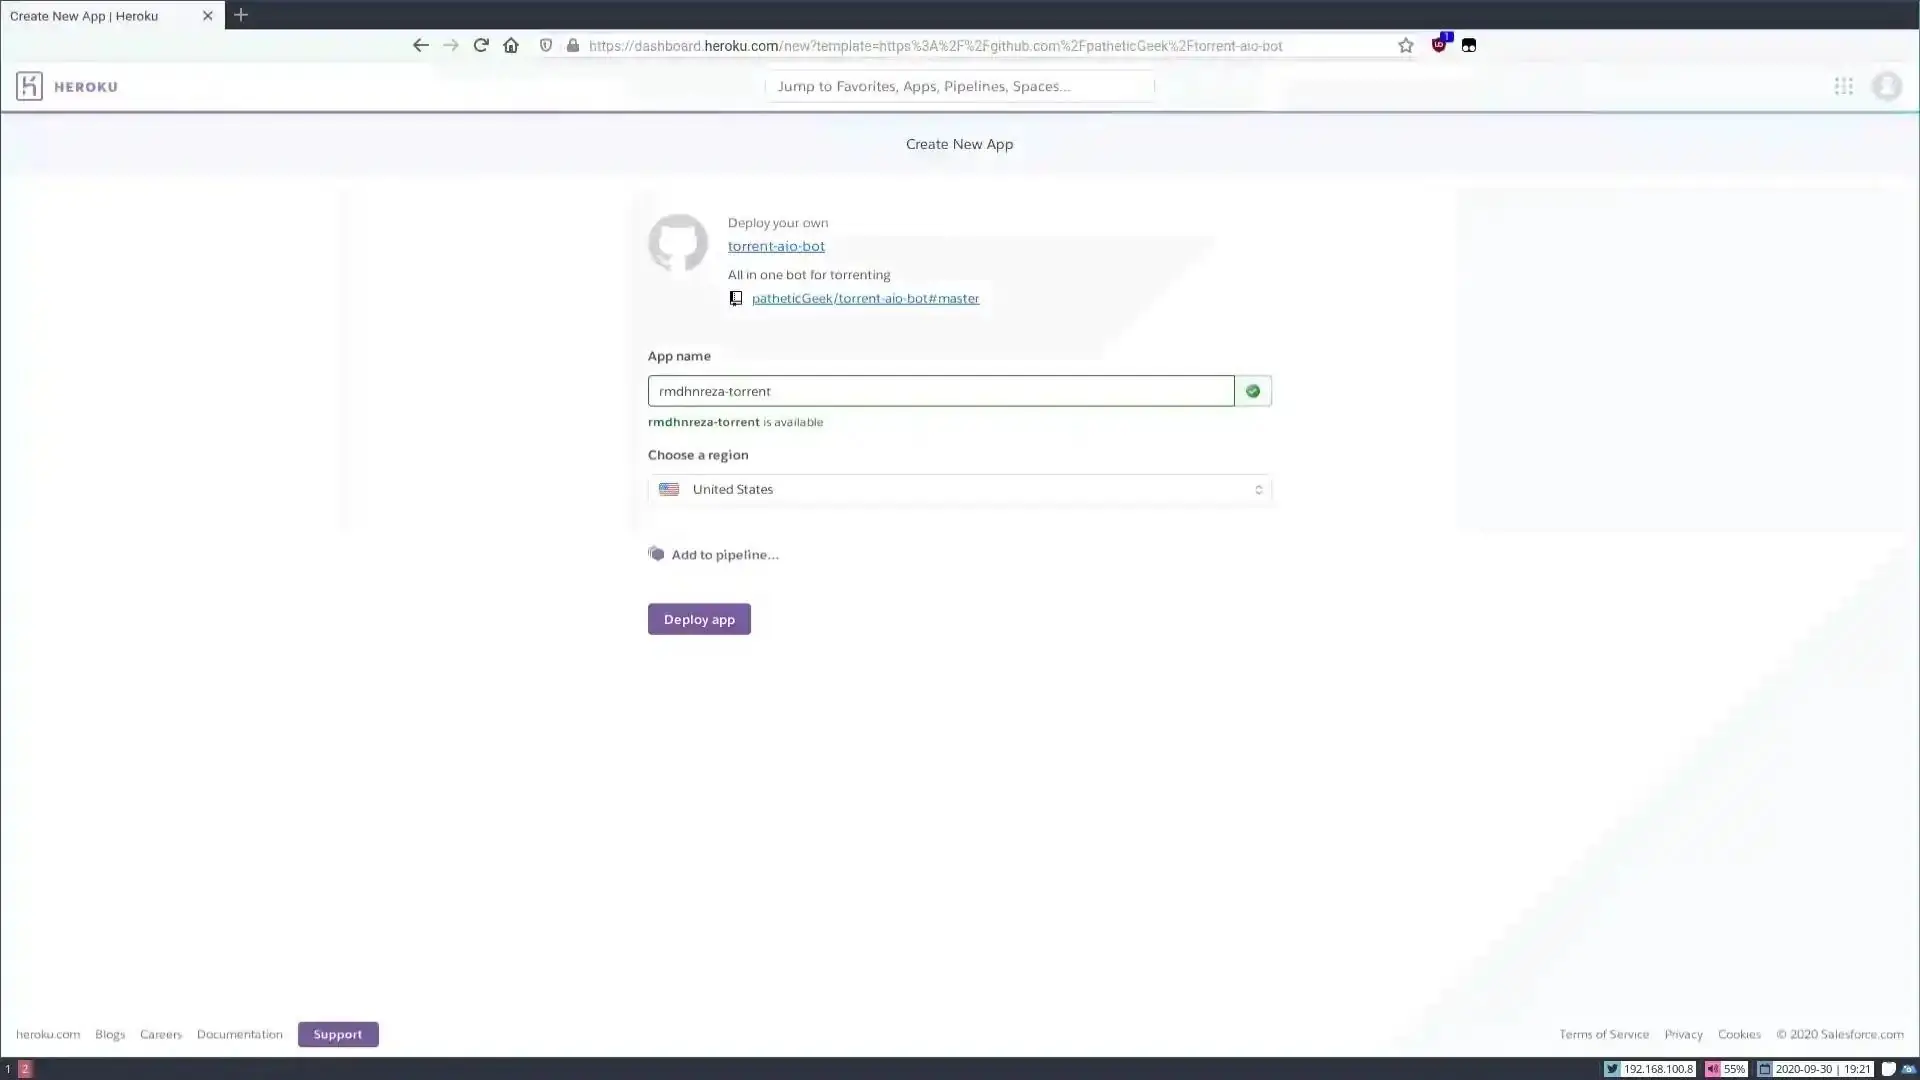 Create New App | Heroku
https://dashboard.heroku.com/new?template=https%3A%2F%2Fgithub.com%2FpatheticGeek%2Ftorrent-aio-bot
1
HEROKU
Jump to Favorites, Apps, Pipelines, Spaces...
Create New App
Deploy your own
torrent-aio-bot
All in one bot for torrenting
patheticGeek/torrent-aio-bot#master
App name
rmdhnreza-torrent
rmdhnreza-torrent is available
Choose a region
United States
Add to pipeline...
Deploy app
heroku.com Blogs Careers Documentation Support Terms of Service Privacy Cookies © 2020 Salesforce.com
1 2 192.168.100.8 55% 2020-09-30 | 19:21